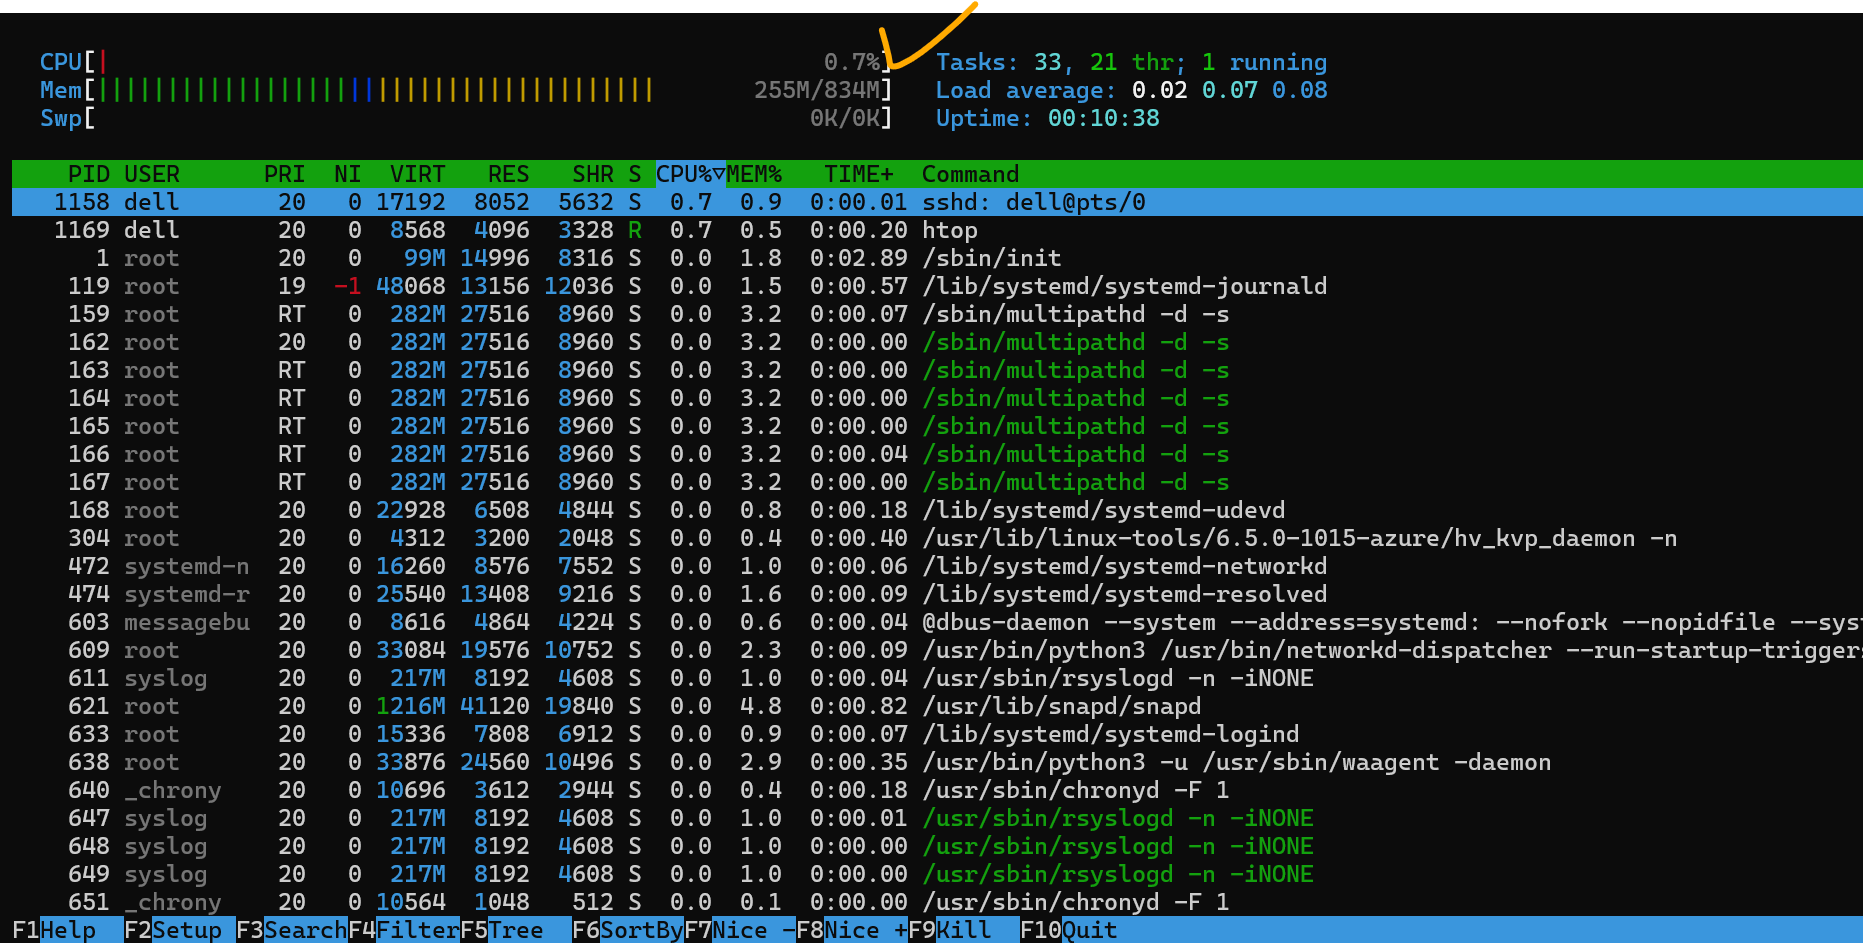 CPU[| 0.7%] Tasks: 33, 21 thr; 1 running
Mem[|||||||||||||||||||||||||||||||||||||||| 255M/834M] Load average: 0.02 0.07 0.08
Swp[ 0K/0K] Uptime: 00:10:38
PID USER PRI NI VIRT RES SHR S CPU%▽MEM% TIME+ Command
1158 dell 20 0 17192 8052 5632 S 0.7 0.9 0:00.01 sshd: dell@pts/0
1169 dell 20 0 8568 4096 3328 R 0.7 0.5 0:00.20 htop
1 root 20 0 99M 14996 8316 S 0.0 1.8 0:02.89 /sbin/init
119 root 19 -1 48068 13156 12036 S 0.0 1.5 0:00.57 /lib/systemd/systemd-journald
159 root RT 0 282M 27516 8960 S 0.0 3.2 0:00.07 /sbin/multipathd -d -s
162 root 20 0 282M 27516 8960 S 0.0 3.2 0:00.00 /sbin/multipathd -d -s
163 root RT 0 282M 27516 8960 S 0.0 3.2 0:00.00 /sbin/multipathd -d -s
164 root RT 0 282M 27516 8960 S 0.0 3.2 0:00.00 /sbin/multipathd -d -s
165 root RT 0 282M 27516 8960 S 0.0 3.2 0:00.00 /sbin/multipathd -d -s
166 root RT 0 282M 27516 8960 S 0.0 3.2 0:00.04 /sbin/multipathd -d -s
167 root RT 0 282M 27516 8960 S 0.0 3.2 0:00.00 /sbin/multipathd -d -s
168 root 20 0 22928 6508 4844 S 0.0 0.8 0:00.18 /lib/systemd/systemd-udevd
304 root 20 0 4312 3200 2048 S 0.0 0.4 0:00.40 /usr/lib/linux-tools/6.5.0-1015-azure/hv_kvp_daemon -n
472 systemd-n 20 0 16260 8576 7552 S 0.0 1.0 0:00.06 /lib/systemd/systemd-networkd
474 systemd-r 20 0 25540 13408 9216 S 0.0 1.6 0:00.09 /lib/systemd/systemd-resolved
603 messagebu 20 0 8616 4864 4224 S 0.0 0.6 0:00.04 @dbus-daemon --system --address=systemd: --nofork --nopidfile --syst
609 root 20 0 33084 19576 10752 S 0.0 2.3 0:00.09 /usr/bin/python3 /usr/bin/networkd-dispatcher --run-startup-triggers
611 syslog 20 0 217M 8192 4608 S 0.0 1.0 0:00.04 /usr/sbin/rsyslogd -n -iNONE
621 root 20 0 1216M 41120 19840 S 0.0 4.8 0:00.82 /usr/lib/snapd/snapd
633 root 20 0 15336 7808 6912 S 0.0 0.9 0:00.07 /lib/systemd/systemd-logind
638 root 20 0 33876 24560 10496 S 0.0 2.9 0:00.35 /usr/bin/python3 -u /usr/sbin/waagent -daemon
640 _chrony 20 0 10696 3612 2944 S 0.0 0.4 0:00.18 /usr/sbin/chronyd -F 1
647 syslog 20 0 217M 8192 4608 S 0.0 1.0 0:00.01 /usr/sbin/rsyslogd -n -iNONE
648 syslog 20 0 217M 8192 4608 S 0.0 1.0 0:00.00 /usr/sbin/rsyslogd -n -iNONE
649 syslog 20 0 217M 8192 4608 S 0.0 1.0 0:00.00 /usr/sbin/rsyslogd -n -iNONE
651 _chrony 20 0 10564 1048 512 S 0.0 0.1 0:00.00 /usr/sbin/chronyd -F 1
F1Help F2Setup F3SearchF4FilterF5Tree F6SortByF7Nice -F8Nice +F9Kill F10Quit